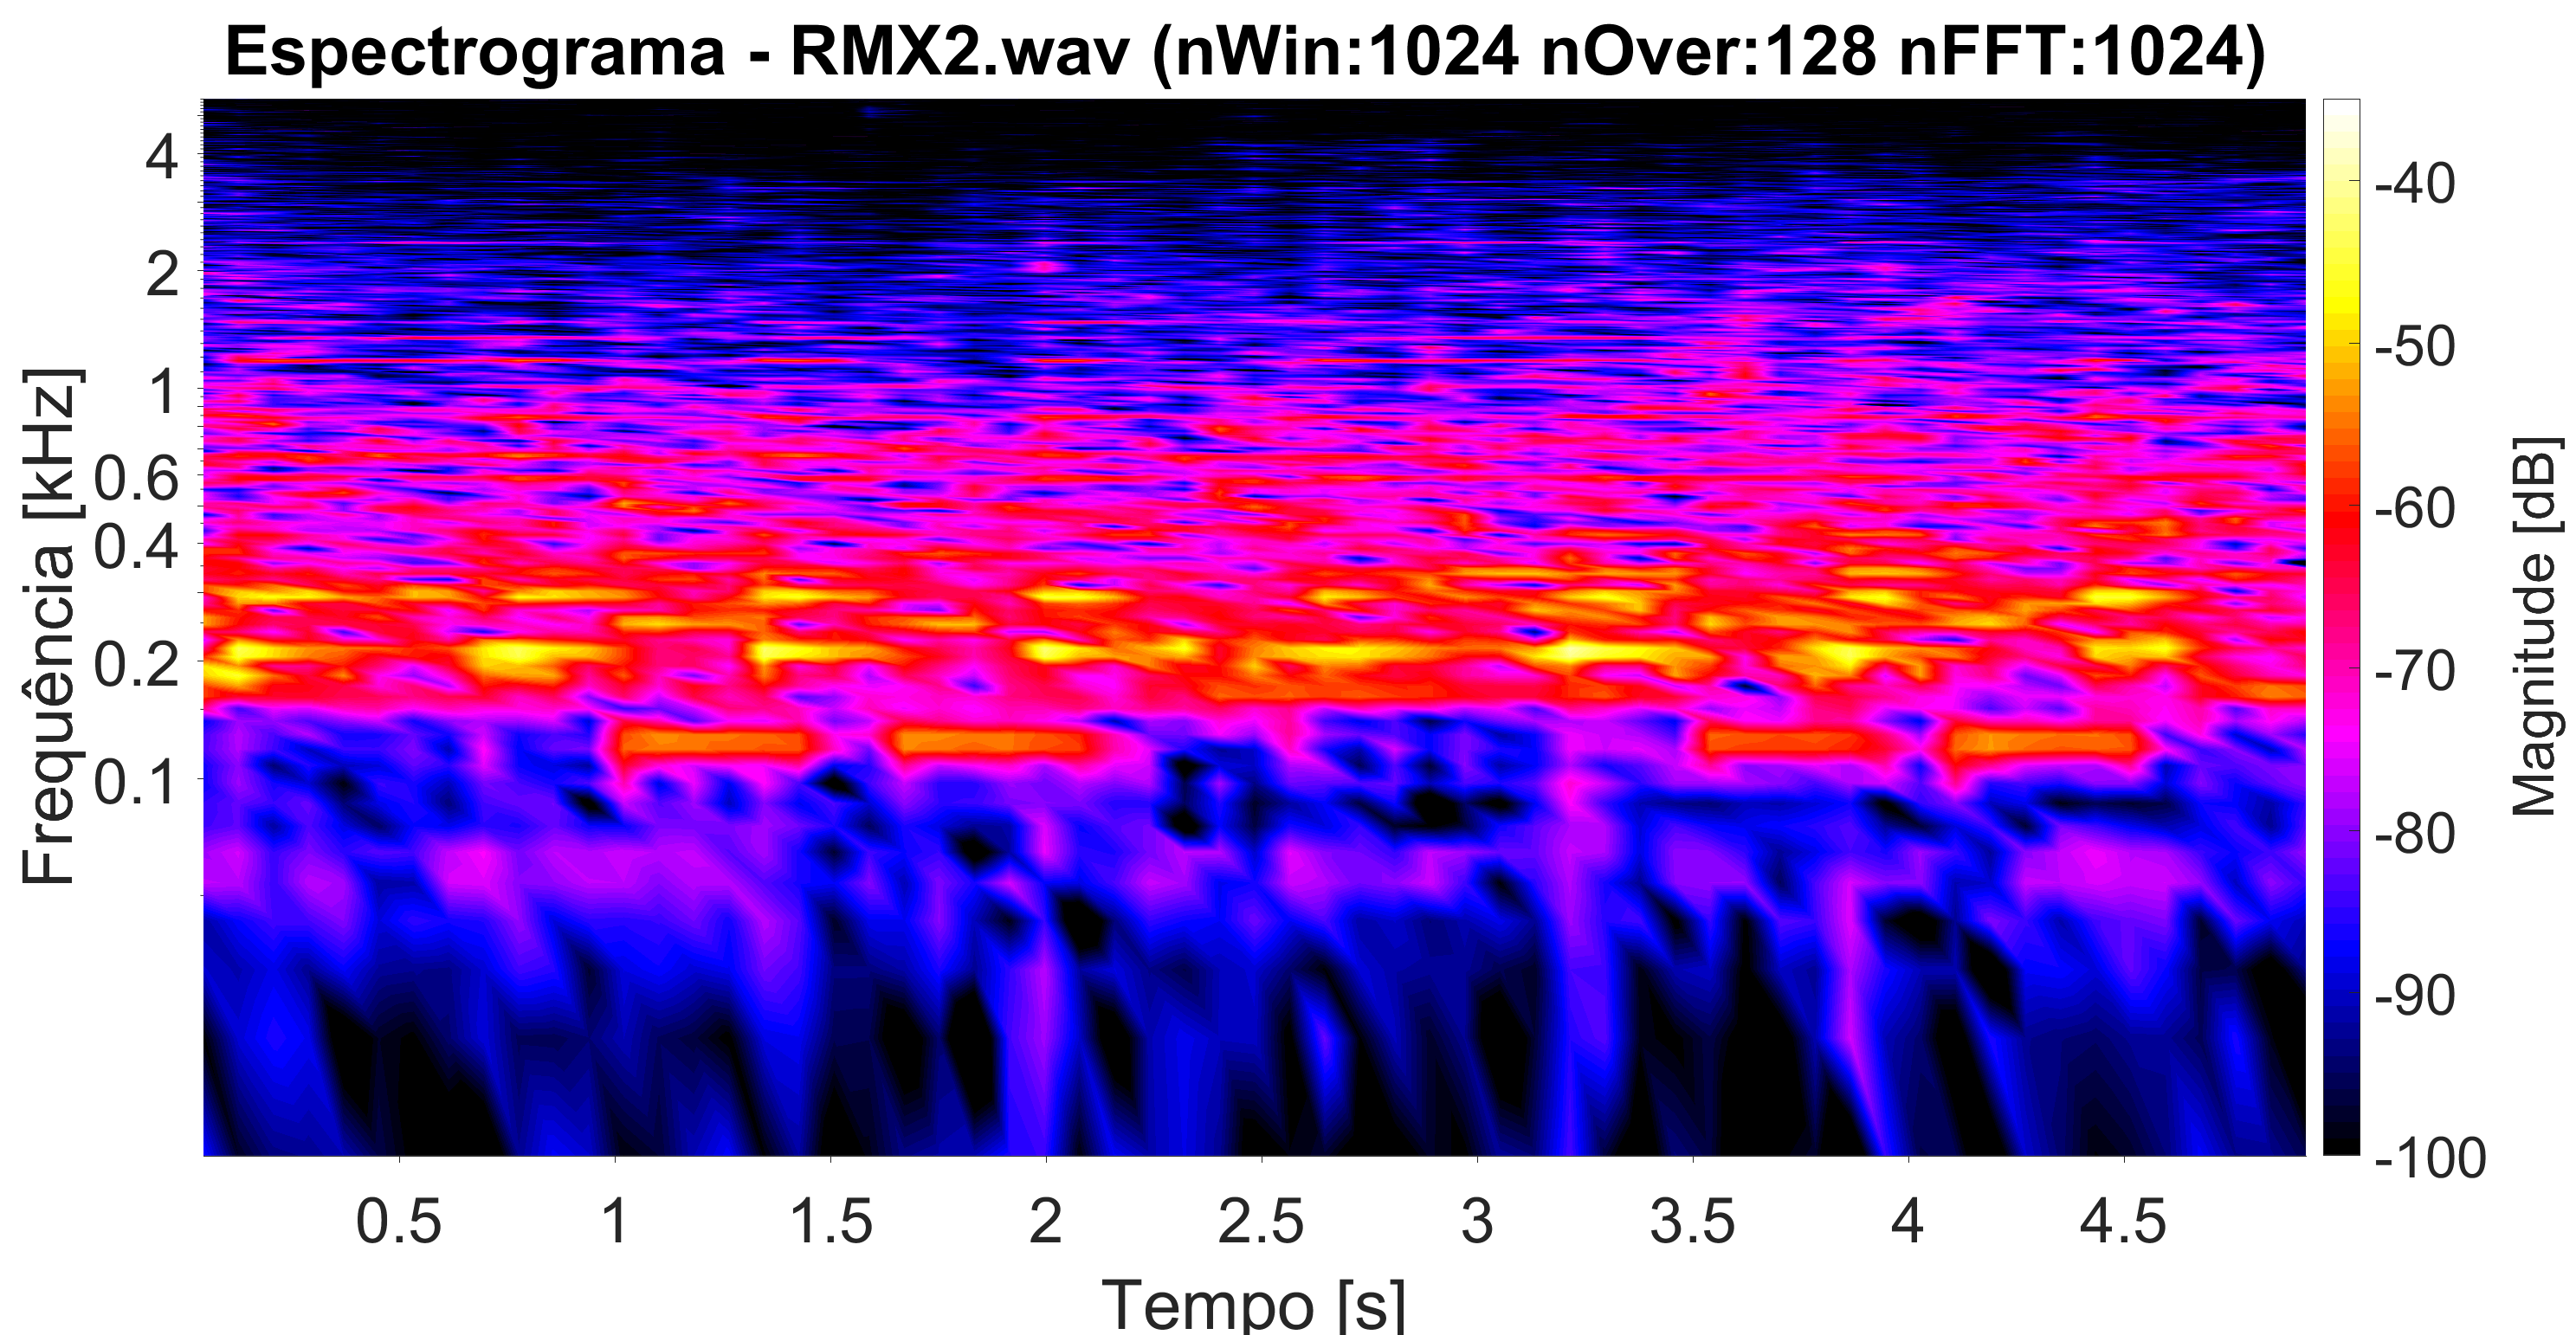 Espectrograma - RMX2.wav (nWin:1024 nOver:128 nFFT:1024)
Frequência [kHz]
4
2
1
0.6
0.4
0.2
0.1
0.5 1 1.5 2 2.5 3 3.5 4 4.5
Tempo [s]
-40
-50
-60
-70
-80
-90
-100
Magnitude [dB]